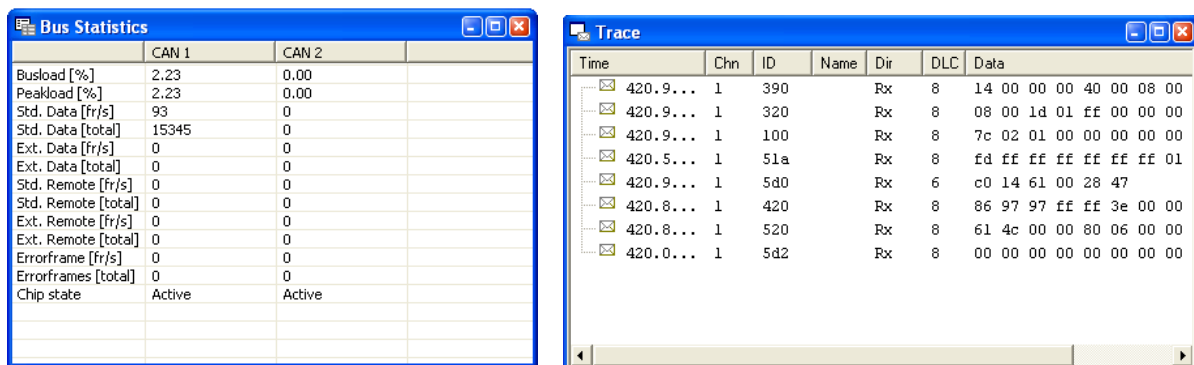 Bus Statistics
CAN 1 CAN 2
Busload [%] 2.23 0.00
Peakload [%] 2.23 0.00
Std. Data [fr/s] 93 0
Std. Data [total] 15345 0
Ext. Data [fr/s] 0 0
Ext. Data [total] 0 0
Std. Remote [fr/s] 0 0
Std. Remote [total] 0 0
Ext. Remote [fr/s] 0 0
Ext. Remote [total] 0 0
Errorframe [fr/s] 0 0
Errorframes [total] 0 0
Chip state Active Active
Trace
Time Chn ID Name Dir DLC Data
420.9... 1 390 Rx 8 14 00 00 00 40 00 08 00
420.9... 1 320 Rx 8 08 00 1d 01 ff 00 00 00
420.9... 1 100 Rx 8 7c 02 01 00 00 00 00 00
420.5... 1 51a Rx 8 fd ff ff ff ff ff ff 01
420.9... 1 5d0 Rx 6 c0 14 61 00 28 47
420.8... 1 420 Rx 8 86 97 97 ff ff 3e 00 00
420.8... 1 520 Rx 8 61 4c 00 00 80 06 00 00
420.0... 1 5d2 Rx 8 00 00 00 00 00 00 00 00